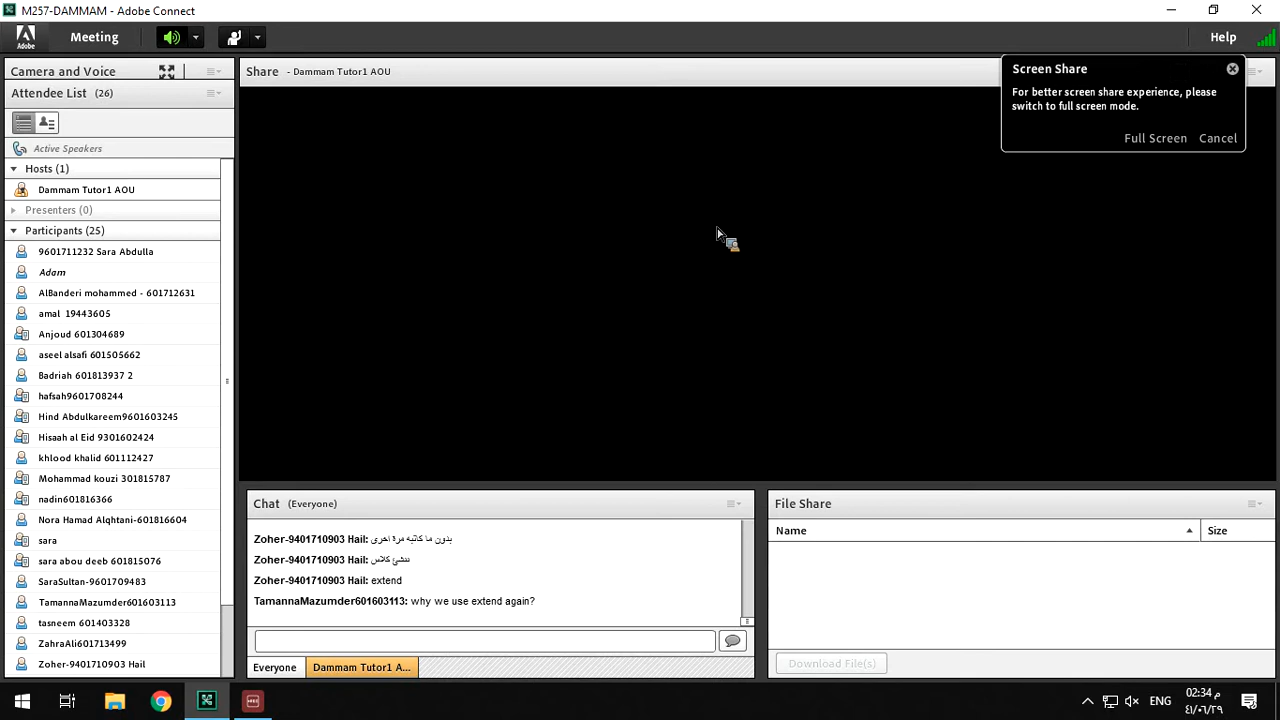 M257-DAMMAM - Adobe Connect
Adobe
Meeting
Help
Camera and Voice
Share - Dammam Tutor1 AOU
Screen Share
For better screen share experience, please
switch to full screen mode.
Full Screen Cancel
Attendee List (26)
Active Speakers
Hosts (1)
Dammam Tutor1 AOU
Presenters (0)
Participants (25)
9601711232 Sara Abdulla
Adam
AlBanderi mohammed - 601712631
amal 19443605
Anjoud 601304689
aseel alsafi 601505662
Badriah 601813937 2
hafsah9601708244
Hind Abdulkareem9601603245
Hisaah al Eid 9301602424
khlood khalid 601112427
Mohammad kouzi 301815787
nadin601816366
Nora Hamad Alqhtani-601816604
sara
sara abou deeb 601815076
SaraSultan-9601709483
TamannaMazumder601603113
tasneem 601403328
ZahraAli601713499
Zoher-9401710903 Hail
Chat (Everyone)
Zoher-9401710903 Hail: بدون ما كاتبه مرة اخرى
Zoher-9401710903 Hail: ننشئ كلاس
Zoher-9401710903 Hail: extend
TamannaMazumder601603113: why we use extend again?
Everyone
Dammam Tutor1 A...
File Share
Name Size
Download File(s)
ENG
02:34 م
٤١/٠٦/٢٩